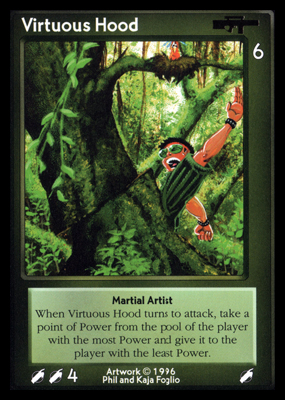 Virtuous Hood
6
Martial Artist
When Virtuous Hood turns to attack, take a
point of Power from the pool of the player
with the most Power and give it to the
player with the least Power.
Artwork © 1996
Phil and Kaja Foglio
4